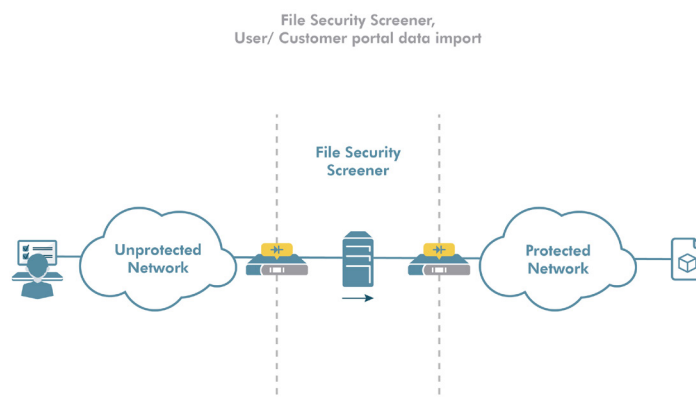 File Security Screener,
User/ Customer portal data import
File Security
Screener
Unprotected
Network
Protected
Network